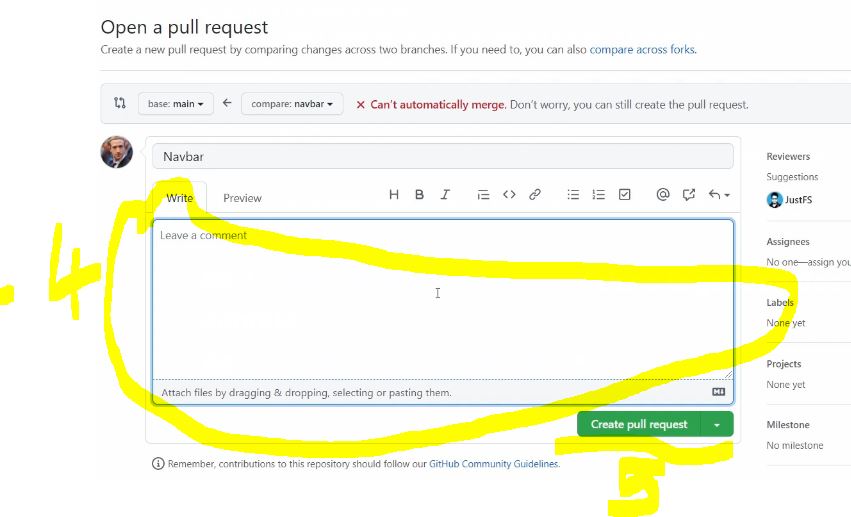 Open a pull request
Create a new pull request by comparing changes across two branches. If you need to, you can also compare across forks.
base: main ← compare: navbar × Can't automatically merge. Don't worry, you can still create the pull request.
Navbar
Write Preview H B I @
Leave a comment
Attach files by dragging & dropping, selecting or pasting them.
Create pull request
Remember, contributions to this repository should follow our GitHub Community Guidelines.
Reviewers
Suggestions
JustFS
Assignees
No one—assign you
Labels
None yet
Projects
None yet
Milestone
No milestone
- 4
5